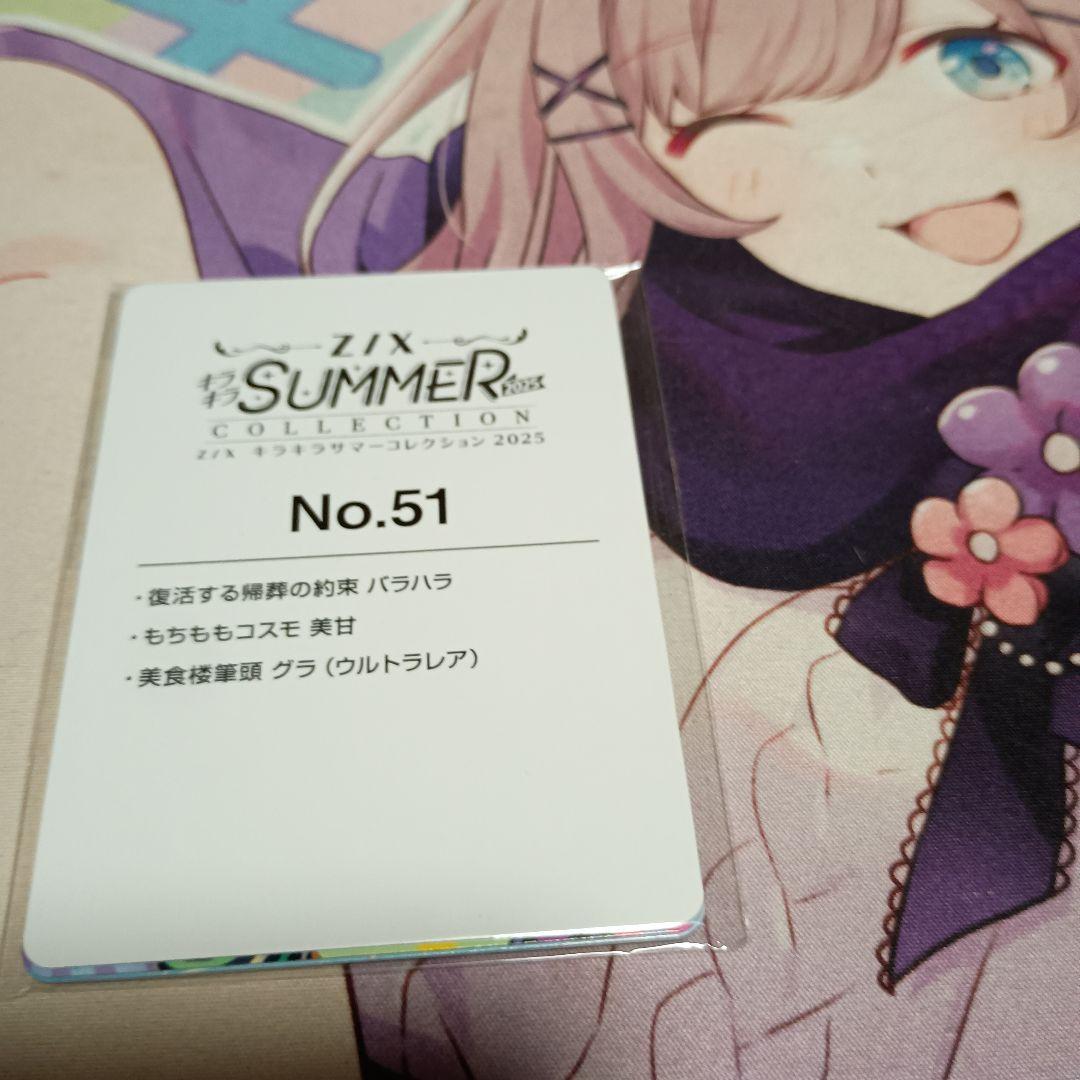 Z/X
キラキラ SUMMER 2025
COLLECTION
Z/X キラキラサマーコレクション 2025
No.51
・復活する帰葬の約束 バラハラ
・もちももコスモ 美甘
・美食楼筆頭 グラ（ウルトラレア）